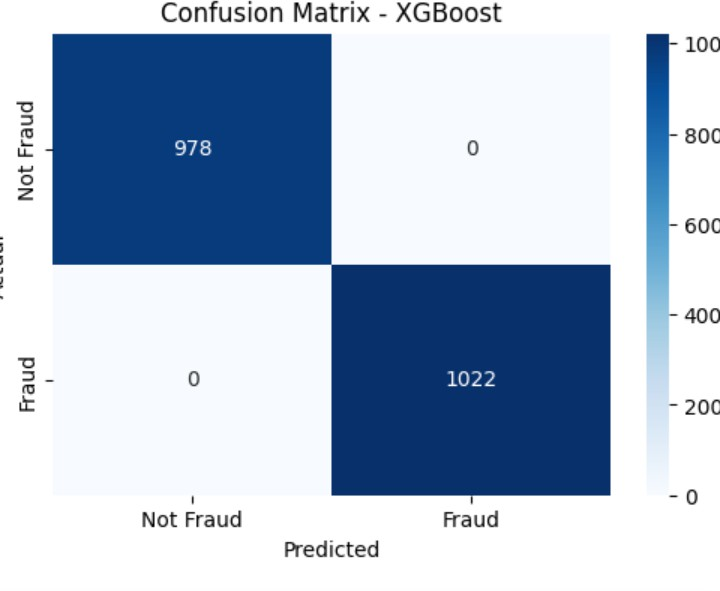 Confusion Matrix - XGBoost
Not Fraud
978
0
Fraud
0
1022
Not Fraud
Fraud
Predicted
800
600
400
200
0